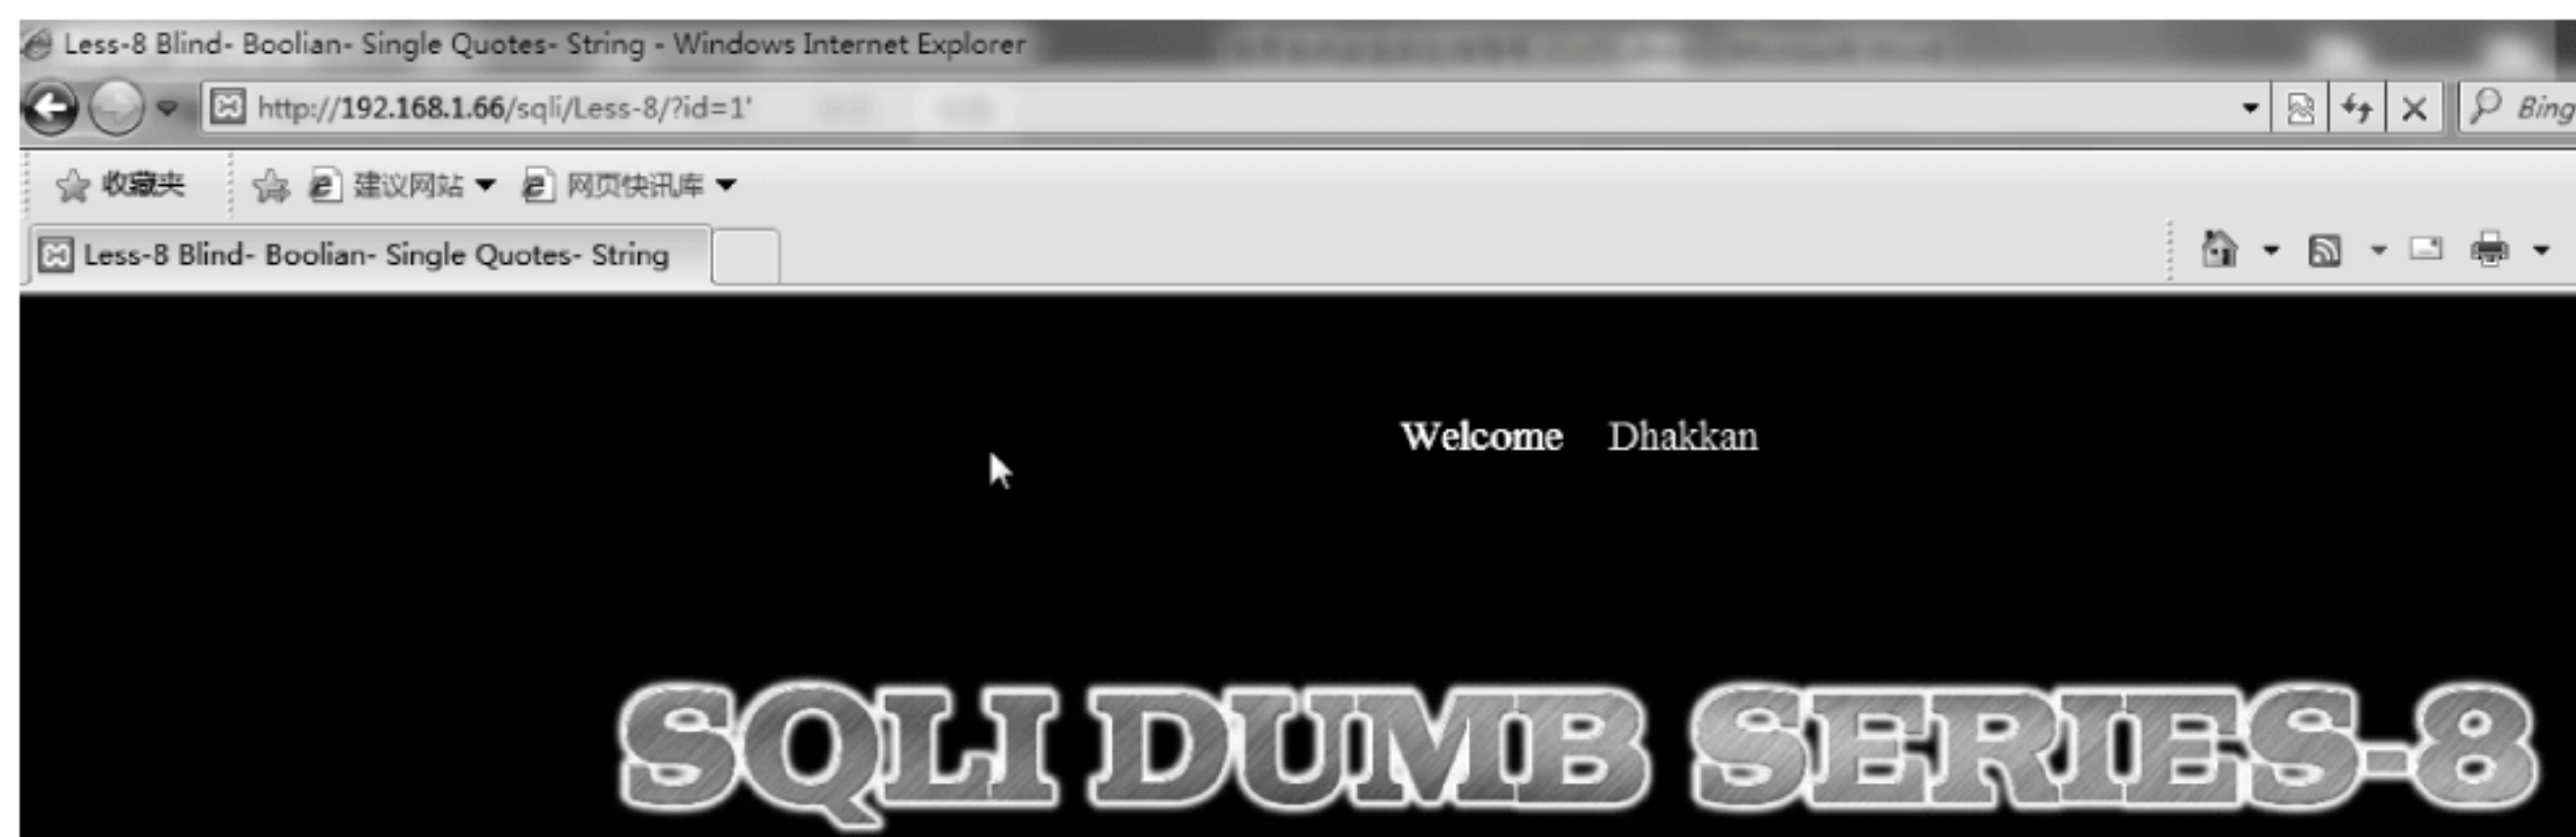 Less-8 Blind- Boolian- Single Quotes- String - Windows Internet Explorer
http://192.168.1.66/sqli/Less-8/?id=1'
Bing
收藏夹 建议网站 网页快讯库
Less-8 Blind- Boolian- Single Quotes- String
Welcome Dhakkan
SQLI DUMB SERIES-8